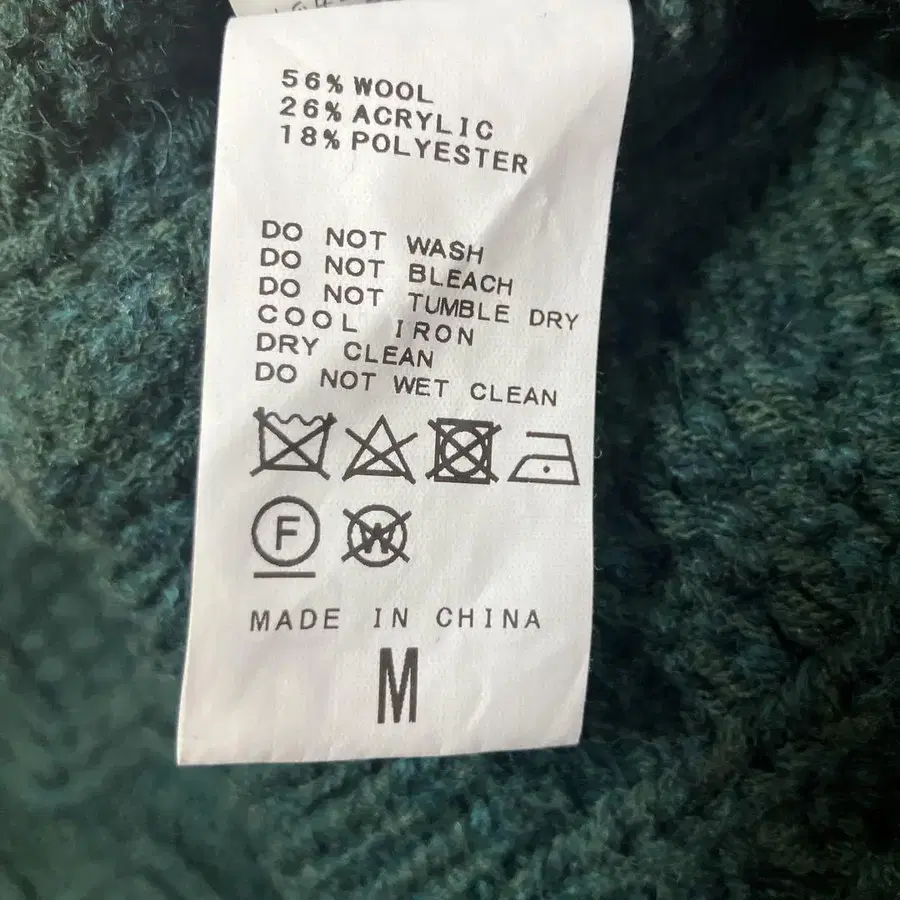 56% WOOL
26% ACRYLIC
18% POLYESTER
DO NOT WASH
DO NOT BLEACH
DO NOT TUMBLE DRY
COOL IRON
DRY CLEAN
DO NOT WET CLEAN
F W
MADE IN CHINA
M